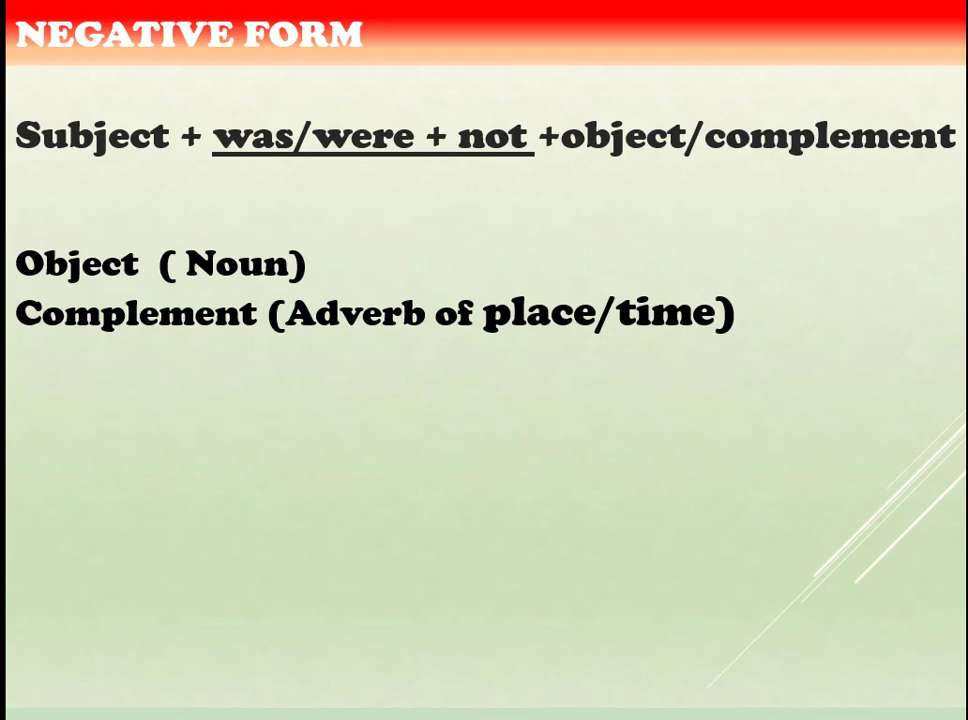 NEGATIVE FORM
Subject + was/were + not +object/complement
Object ( Noun)
Complement (Adverb of place/time)